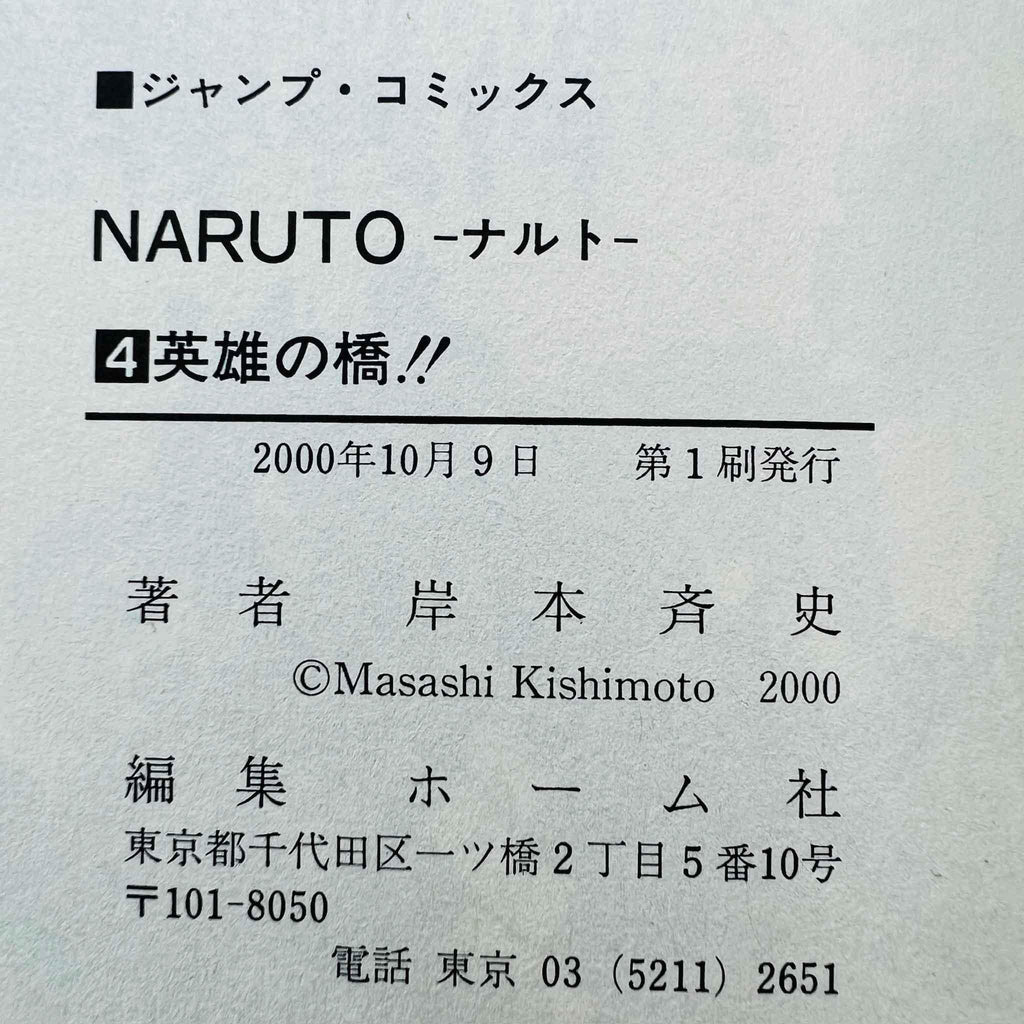 ■ジャンプ・コミックス
NARUTO -ナルト-
4英雄の橋!!
2000年10月9日 第1刷発行
著者 岸本斉史
©Masashi Kishimoto 2000
編集 ホーム社
東京都千代田区一ツ橋2丁目5番10号
〒101-8050
電話 東京 03 (5211) 2651